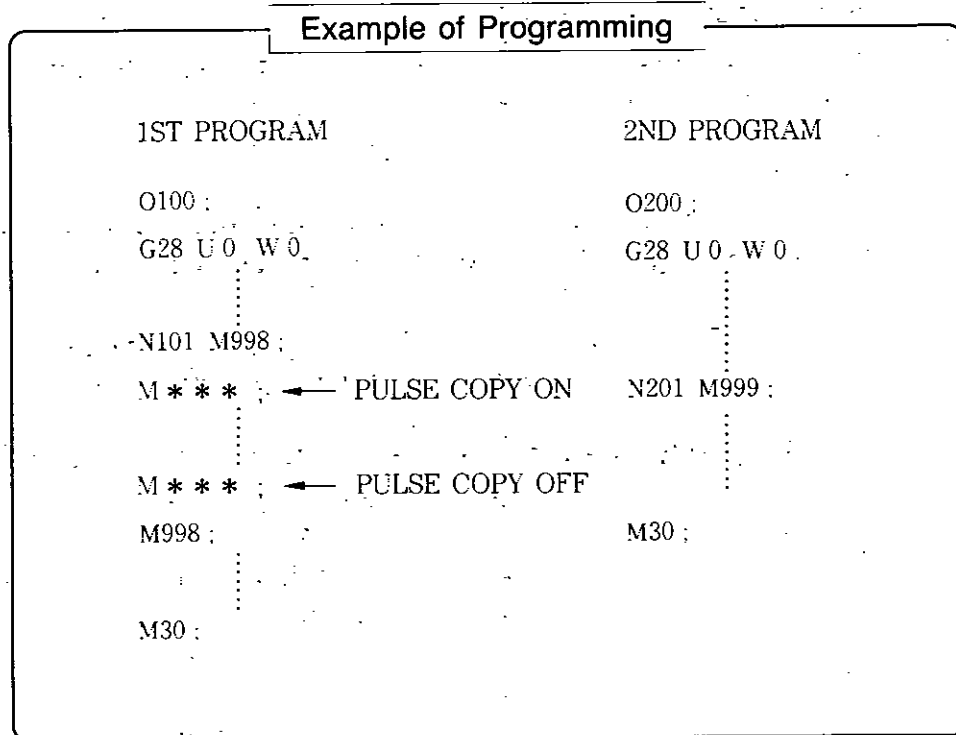 Example of Programming
1ST PROGRAM
O100 ;
G28 U 0 W 0
N101 M998 ;
M * * * ; ← PULSE COPY ON
M * * * ; ← PULSE COPY OFF
M998 ;
M30 ;
2ND PROGRAM
O200 ;
G28 U 0 W 0
N201 M999 ;
M30 ;